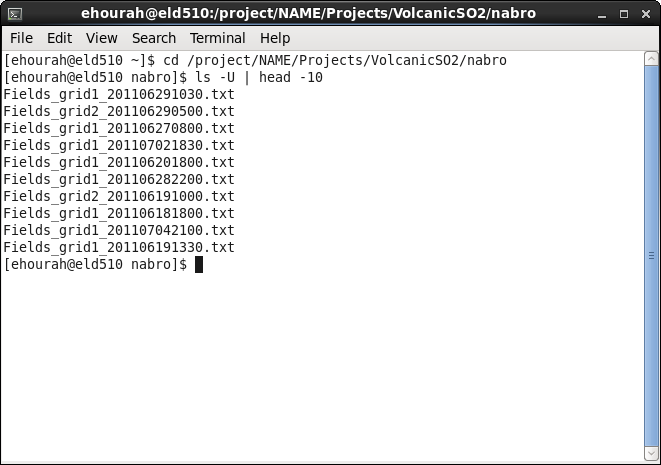 ehourah@eld510:/project/NAME/Projects/VolcanicSO2/nabro
File Edit View Search Terminal Help
[ehourah@eld510 ~]$ cd /project/NAME/Projects/VolcanicSO2/nabro
[ehourah@eld510 nabro]$ ls -U | head -10
Fields_grid1_201106291030.txt
Fields_grid2_201106290500.txt
Fields_grid1_201106270800.txt
Fields_grid1_201107021830.txt
Fields_grid1_201106201800.txt
Fields_grid1_201106282200.txt
Fields_grid2_201106191000.txt
Fields_grid1_201106181800.txt
Fields_grid1_201107042100.txt
Fields_grid1_201106191330.txt
[ehourah@eld510 nabro]$